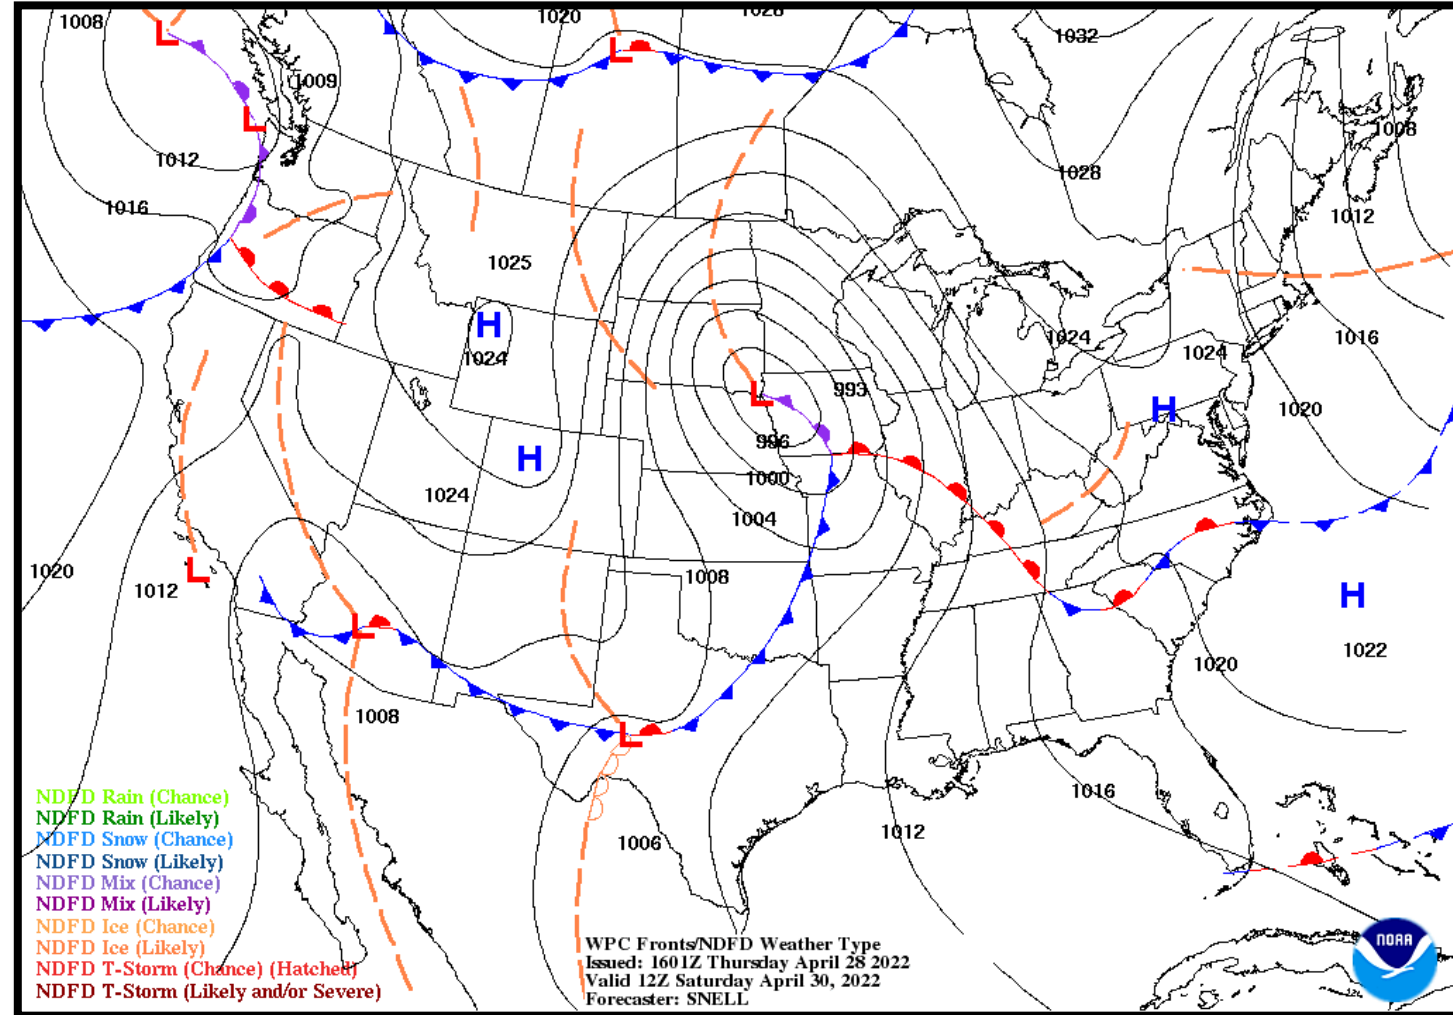 1008
1020
1028
1032
1009
1008
1012
1028
1016
1012
1025
1024
1016
1024
1024
993
1020
996
1000
1024
1004
1008
1020
1012
1022
1020
1008
1016
1012
1006
L
L
L
H
L
H
H
L
H
L
L
NDFD Rain (Chance)
NDFD Rain (Likely)
NDFD Snow (Chance)
NDFD Snow (Likely)
NDFD Mix (Chance)
NDFD Mix (Likely)
NDFD Ice (Chance)
NDFD Ice (Likely)
NDFD T-Storm (Chance) (Hatched)
NDFD T-Storm (Likely and/or Severe)
WPC Fronts/NDFD Weather Type
Issued: 1601Z Thursday April 28 2022
Valid 12Z Saturday April 30, 2022
Forecaster: SNELL
NOAA